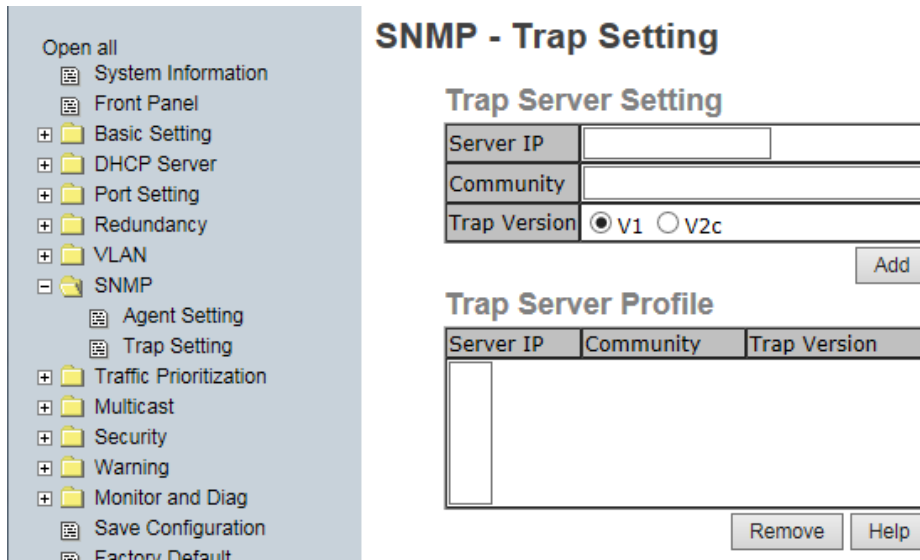 Open all
System Information
Front Panel
Basic Setting
DHCP Server
Port Setting
Redundancy
VLAN
SNMP
Agent Setting
Trap Setting
Traffic Prioritization
Multicast
Security
Warning
Monitor and Diag
Save Configuration
Factory Default
SNMP - Trap Setting
Trap Server Setting
Server IP
Community
Trap Version V1 V2c
Add
Trap Server Profile
Server IP Community Trap Version
Remove Help